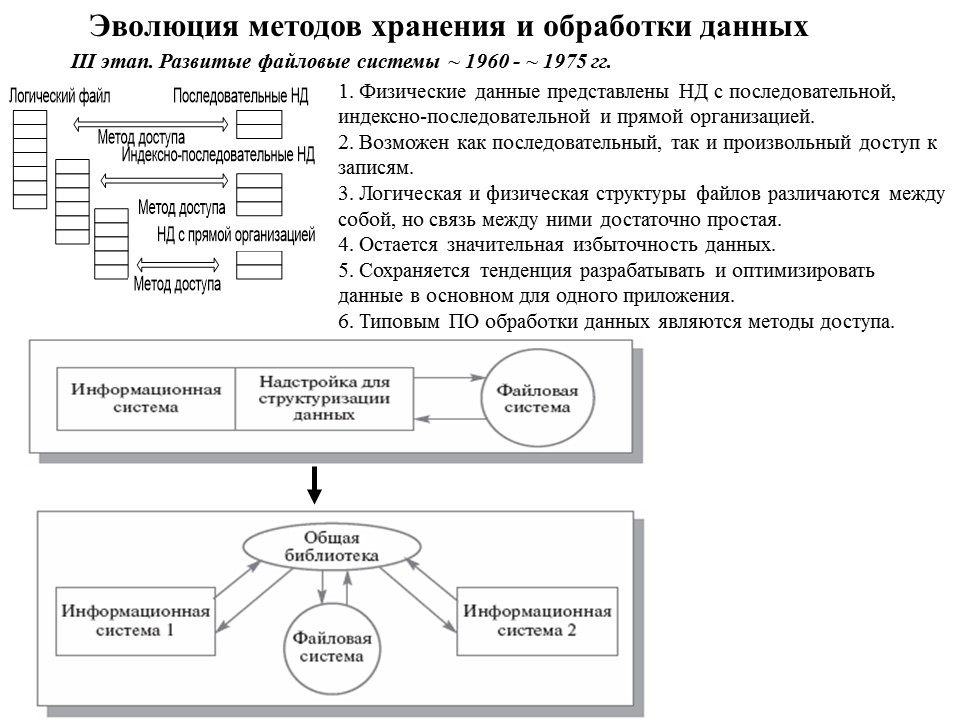 Эволюция методов хранения и обработки данных
III этап. Развитые файловые системы ~ 1960 - ~ 1975 гг.
Логический файл
Последовательные НД
Метод доступа
Индексно-последовательные НД
Метод доступа
НД с прямой организацией
Метод доступа
1. Физические данные представлены НД с последовательной,
индексно-последовательной и прямой организацией.
2. Возможен как последовательный, так и произвольный доступ к
записям.
3. Логическая и физическая структуры файлов различаются между
собой, но связь между ними достаточно простая.
4. Остается значительная избыточность данных.
5. Сохраняется тенденция разрабатывать и оптимизировать
данные в основном для одного приложения.
6. Типовым ПО обработки данных являются методы доступа.
Информационная
система
Надстройка для
структуризации
данных
Файловая
система
Общая
библиотека
Информационная
система 1
Файловая
система
Информационная
система 2